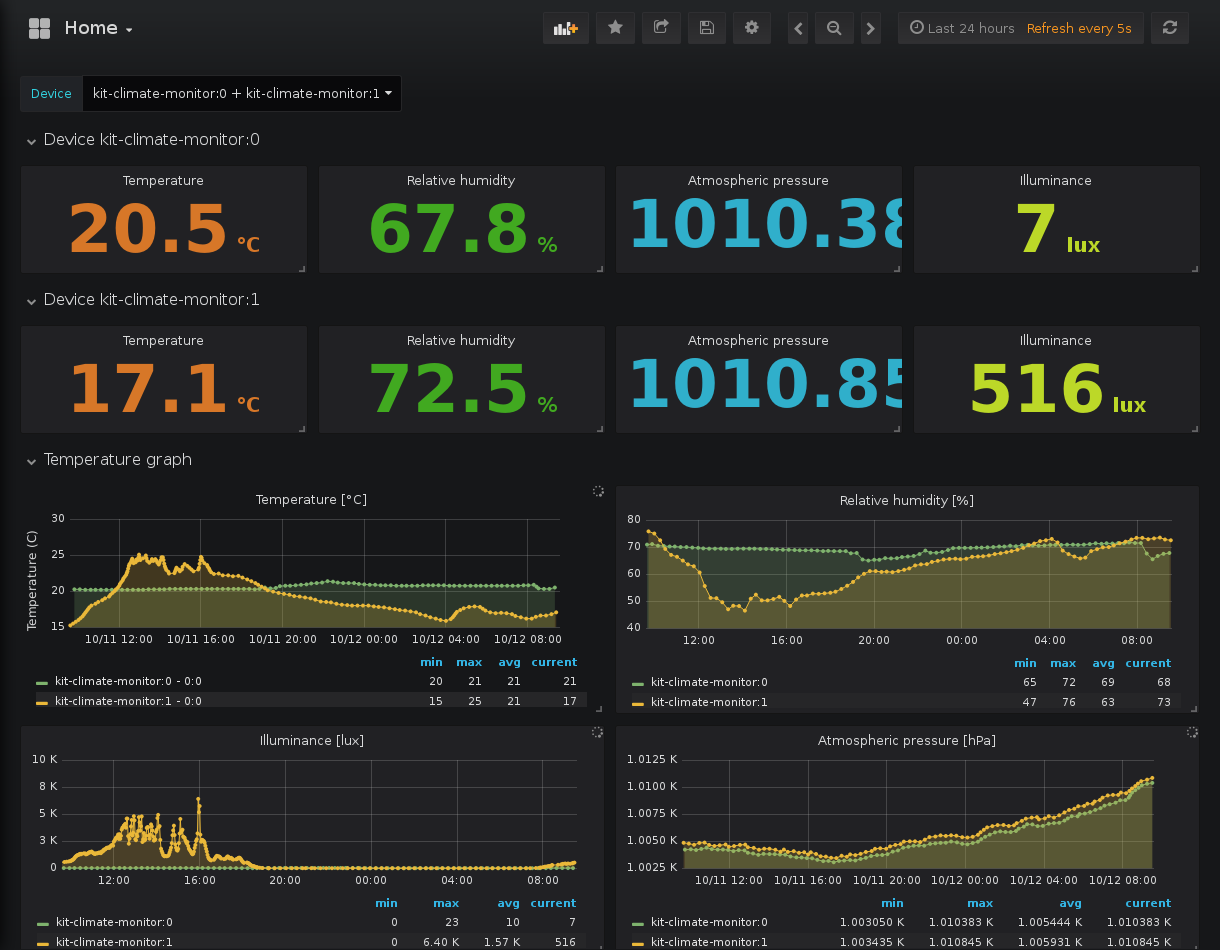 Home
Last 24 hours Refresh every 5s
Device kit-climate-monitor:0 + kit-climate-monitor:1
Device kit-climate-monitor:0
Temperature Relative humidity Atmospheric pressure Illuminance
20.5 °C 67.8 % 1010.38 7 lux
Device kit-climate-monitor:1
Temperature Relative humidity Atmospheric pressure Illuminance
17.1 °C 72.5 % 1010.85 516 lux
Temperature graph
Temperature [°C]
Temperature (C)
30
25
20
15
10/11 12:00 10/11 16:00 10/11 20:00 10/12 00:00 10/12 04:00 10/12 08:00
min max avg current
kit-climate-monitor:0 - 0:0 20 21 21 21
kit-climate-monitor:1 - 0:0 15 25 21 17
Relative humidity [%]
80
70
60
50
40
12:00 16:00 20:00 00:00 04:00 08:00
min max avg current
kit-climate-monitor:0 65 72 69 68
kit-climate-monitor:1 47 76 63 73
Illuminance [lux]
10 K
8 K
5 K
3 K
0
12:00 16:00 20:00 00:00 04:00 08:00
min max avg current
kit-climate-monitor:0 0 23 10 7
kit-climate-monitor:1 0 6.40 K 1.57 K 516
Atmospheric pressure [hPa]
1.0125 K
1.0100 K
1.0075 K
1.0050 K
1.0025 K
10/11 12:00 10/11 16:00 10/11 20:00 10/12 00:00 10/12 04:00 10/12 08:00
min max avg current
kit-climate-monitor:0 1.003050 K 1.010383 K 1.005444 K 1.010383 K
kit-climate-monitor:1 1.003435 K 1.010845 K 1.005931 K 1.010845 K